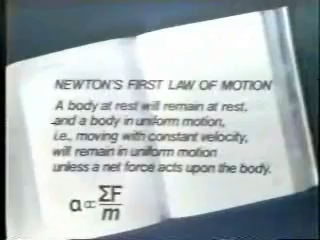 NEWTON'S FIRST LAW OF MOTION
A body at rest will remain at rest,
and a body in uniform motion,
i.e., moving with constant velocity,
will remain in uniform motion
unless a net force acts upon the body.
a ∝ ΣF
m